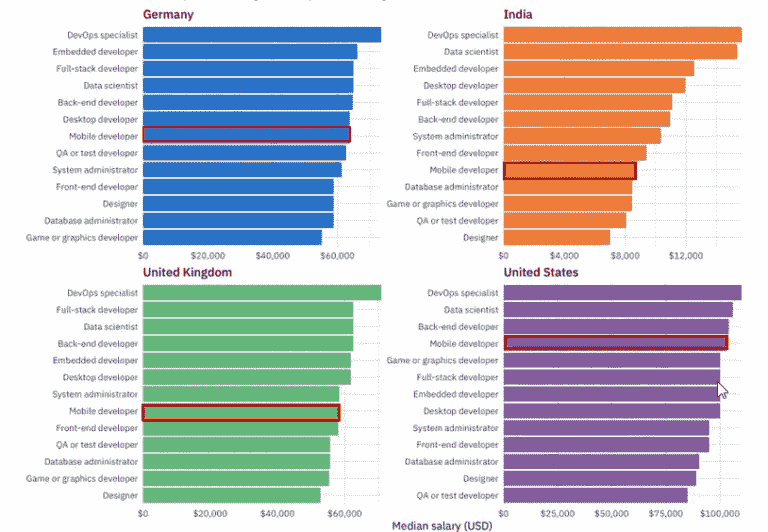 Germany
DevOps specialist
Embedded developer
Full-stack developer
Data scientist
Back-end developer
Desktop developer
Mobile developer
QA or test developer
System administrator
Front-end developer
Designer
Database administrator
Game or graphics developer
$0 $20,000 $40,000 $60,000
India
DevOps specialist
Data scientist
Embedded developer
Desktop developer
Full-stack developer
Back-end developer
System administrator
Front-end developer
Mobile developer
Database administrator
Game or graphics developer
QA or test developer
Designer
$0 $4,000 $8,000 $12,000
United Kingdom
DevOps specialist
Full-stack developer
Data scientist
Back-end developer
Embedded developer
Desktop developer
System administrator
Mobile developer
Front-end developer
QA or test developer
Database administrator
Game or graphics developer
Designer
$0 $20,000 $40,000 $60,000
United States
DevOps specialist
Data scientist
Back-end developer
Mobile developer
Game or graphics developer
Full-stack developer
Embedded developer
Desktop developer
System administrator
Front-end developer
Database administrator
Designer
QA or test developer
$0 $25,000 $50,000 $75,000 $100,000
Median salary (USD)